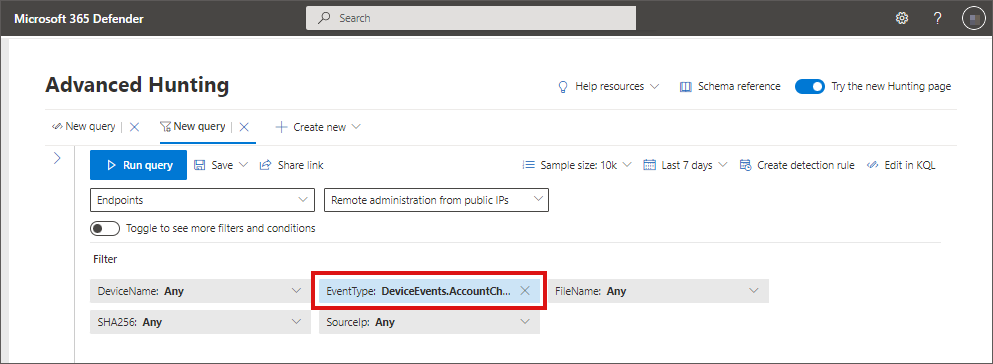 Microsoft 365 Defender
Search
?
Advanced Hunting
Help resources
Schema reference
Try the new Hunting page
New query
New query
Create new
Run query
Save
Share link
Sample size: 10k
Last 7 days
Create detection rule
Edit in KQL
Endpoints
Remote administration from public IPs
Toggle to see more filters and conditions
Filter
DeviceName: Any
EventType: DeviceEvents.AccountCh...
FileName: Any
SHA256: Any
SourceIp: Any